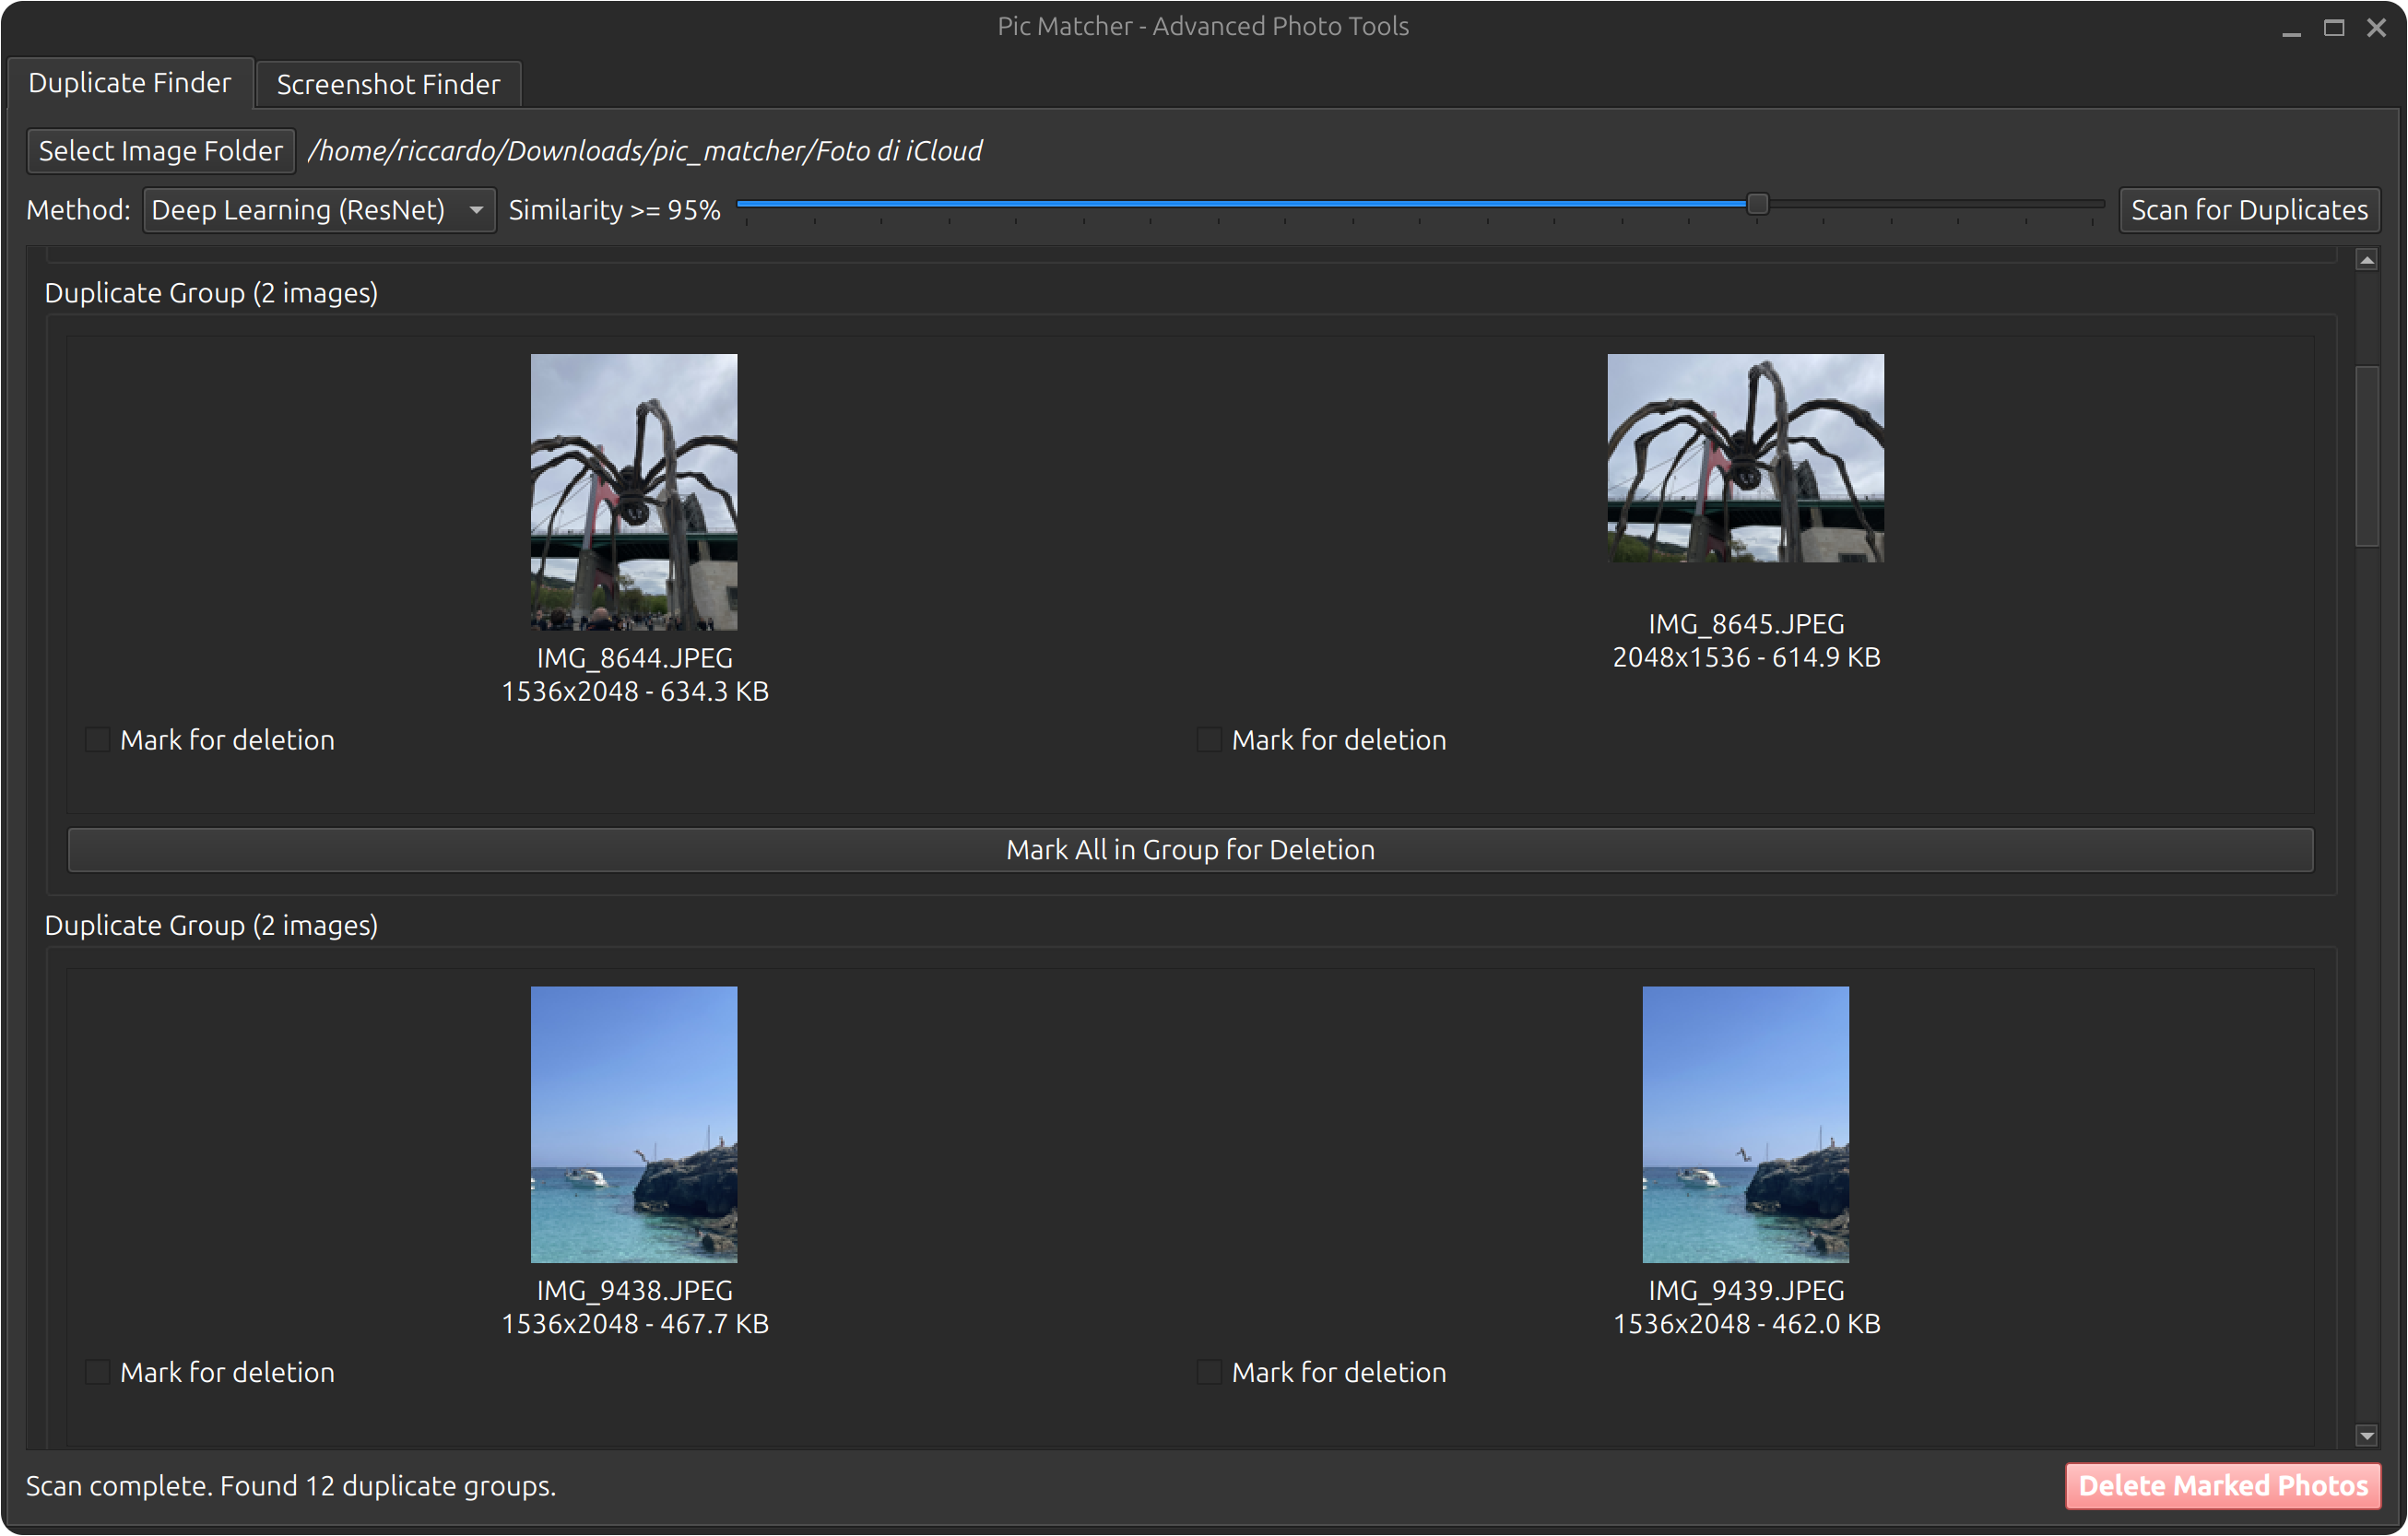 Pic Matcher - Advanced Photo Tools
Duplicate Finder
Screenshot Finder
Select Image Folder /home/riccardo/Downloads/pic_matcher/Foto di iCloud
Method: Deep Learning (ResNet) Similarity >= 95% Scan for Duplicates
Duplicate Group (2 images)
IMG_8644.JPEG
1536x2048 - 634.3 KB
Mark for deletion
IMG_8645.JPEG
2048x1536 - 614.9 KB
Mark for deletion
Mark All in Group for Deletion
Duplicate Group (2 images)
IMG_9438.JPEG
1536x2048 - 467.7 KB
Mark for deletion
IMG_9439.JPEG
1536x2048 - 462.0 KB
Mark for deletion
Scan complete. Found 12 duplicate groups.
Delete Marked Photos